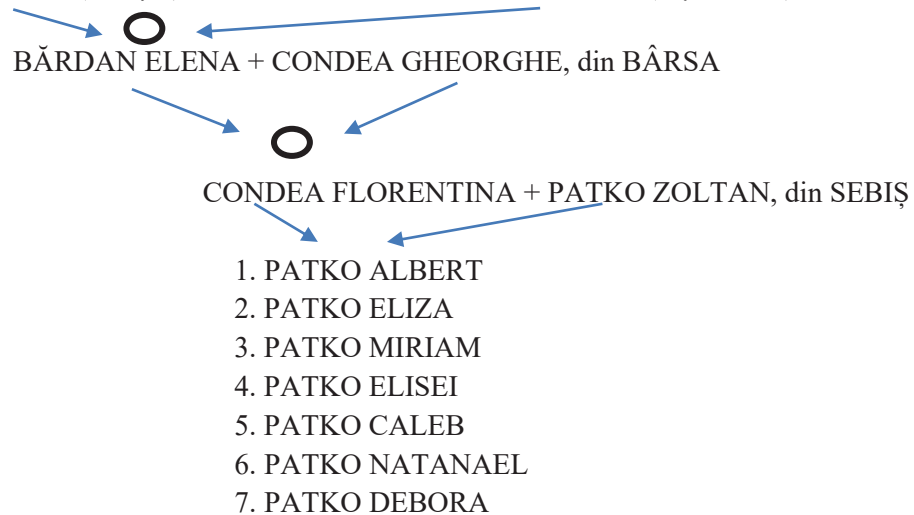 BĂRDAN ELENA + CONDEA GHEORGHE, din BÂRSA
CONDEA FLORENTINA + PATKO ZOLTAN, din SEBIȘ
1. PATKO ALBERT
2. PATKO ELIZA
3. PATKO MIRIAM
4. PATKO ELISEI
5. PATKO CALEB
6. PATKO NATANAEL
7. PATKO DEBORA